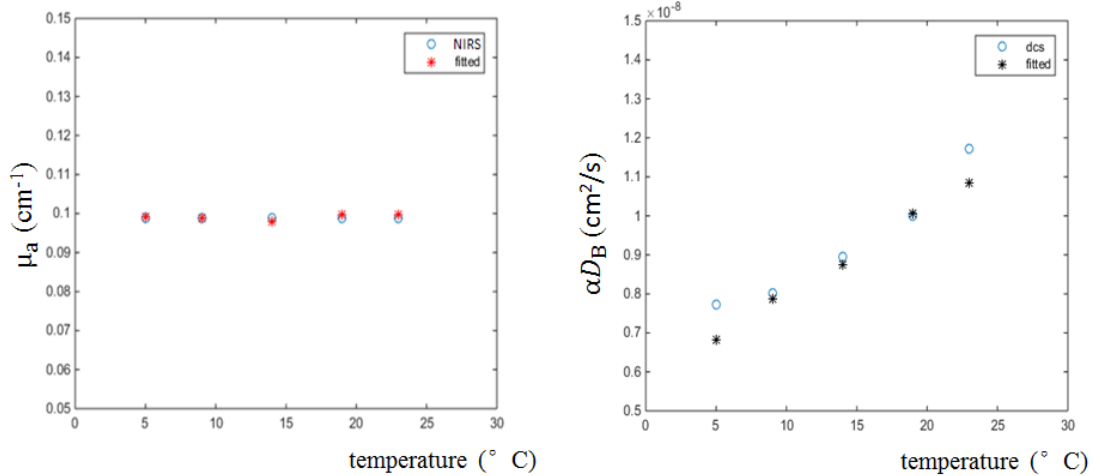 0.15
0.14
0.13
0.12
0.11
0.1
0.09
0.08
0.07
0.06
0.05
0 5 10 15 20 25 30
μa (cm-1)
temperature (° C)
NIRS
fitted
×10-8
1.5
1.4
1.3
1.2
1.1
1
0.9
0.8
0.7
0.6
0.5
0 5 10 15 20 25 30
αDB (cm2/s)
temperature (° C)
dcs
fitted